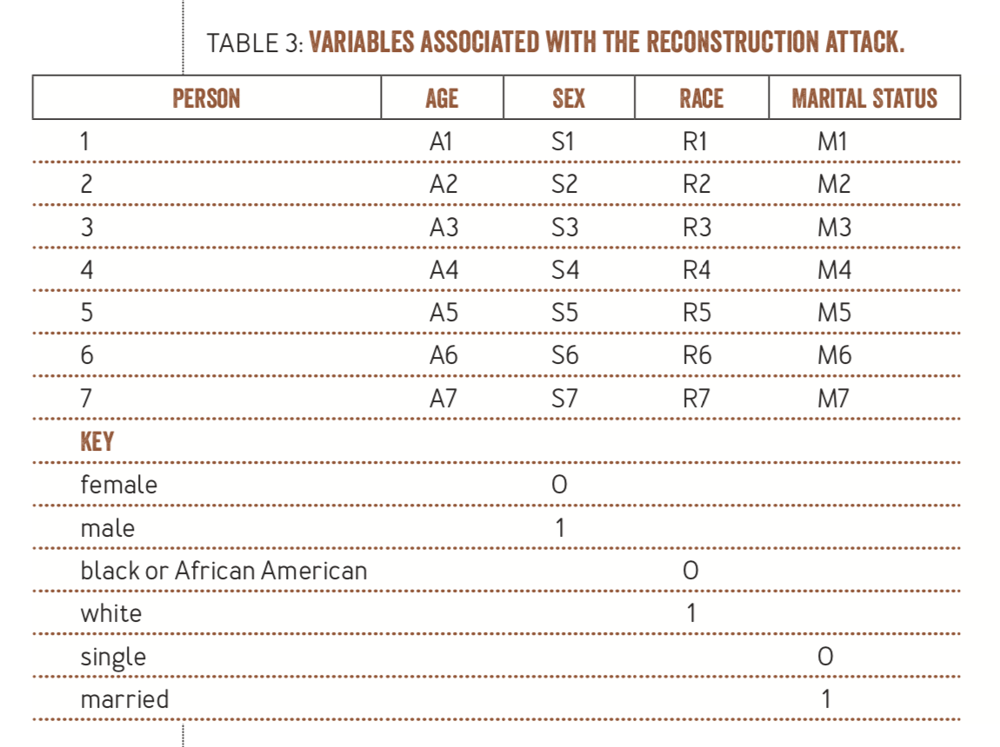 TABLE 3: VARIABLES ASSOCIATED WITH THE RECONSTRUCTION ATTACK.
PERSON AGE SEX RACE MARITAL STATUS
1 A1 S1 R1 M1
2 A2 S2 R2 M2
3 A3 S3 R3 M3
4 A4 S4 R4 M4
5 A5 S5 R5 M5
6 A6 S6 R6 M6
7 A7 S7 R7 M7
KEY
female 0
male 1
black or African American 0
white 1
single 0
married 1